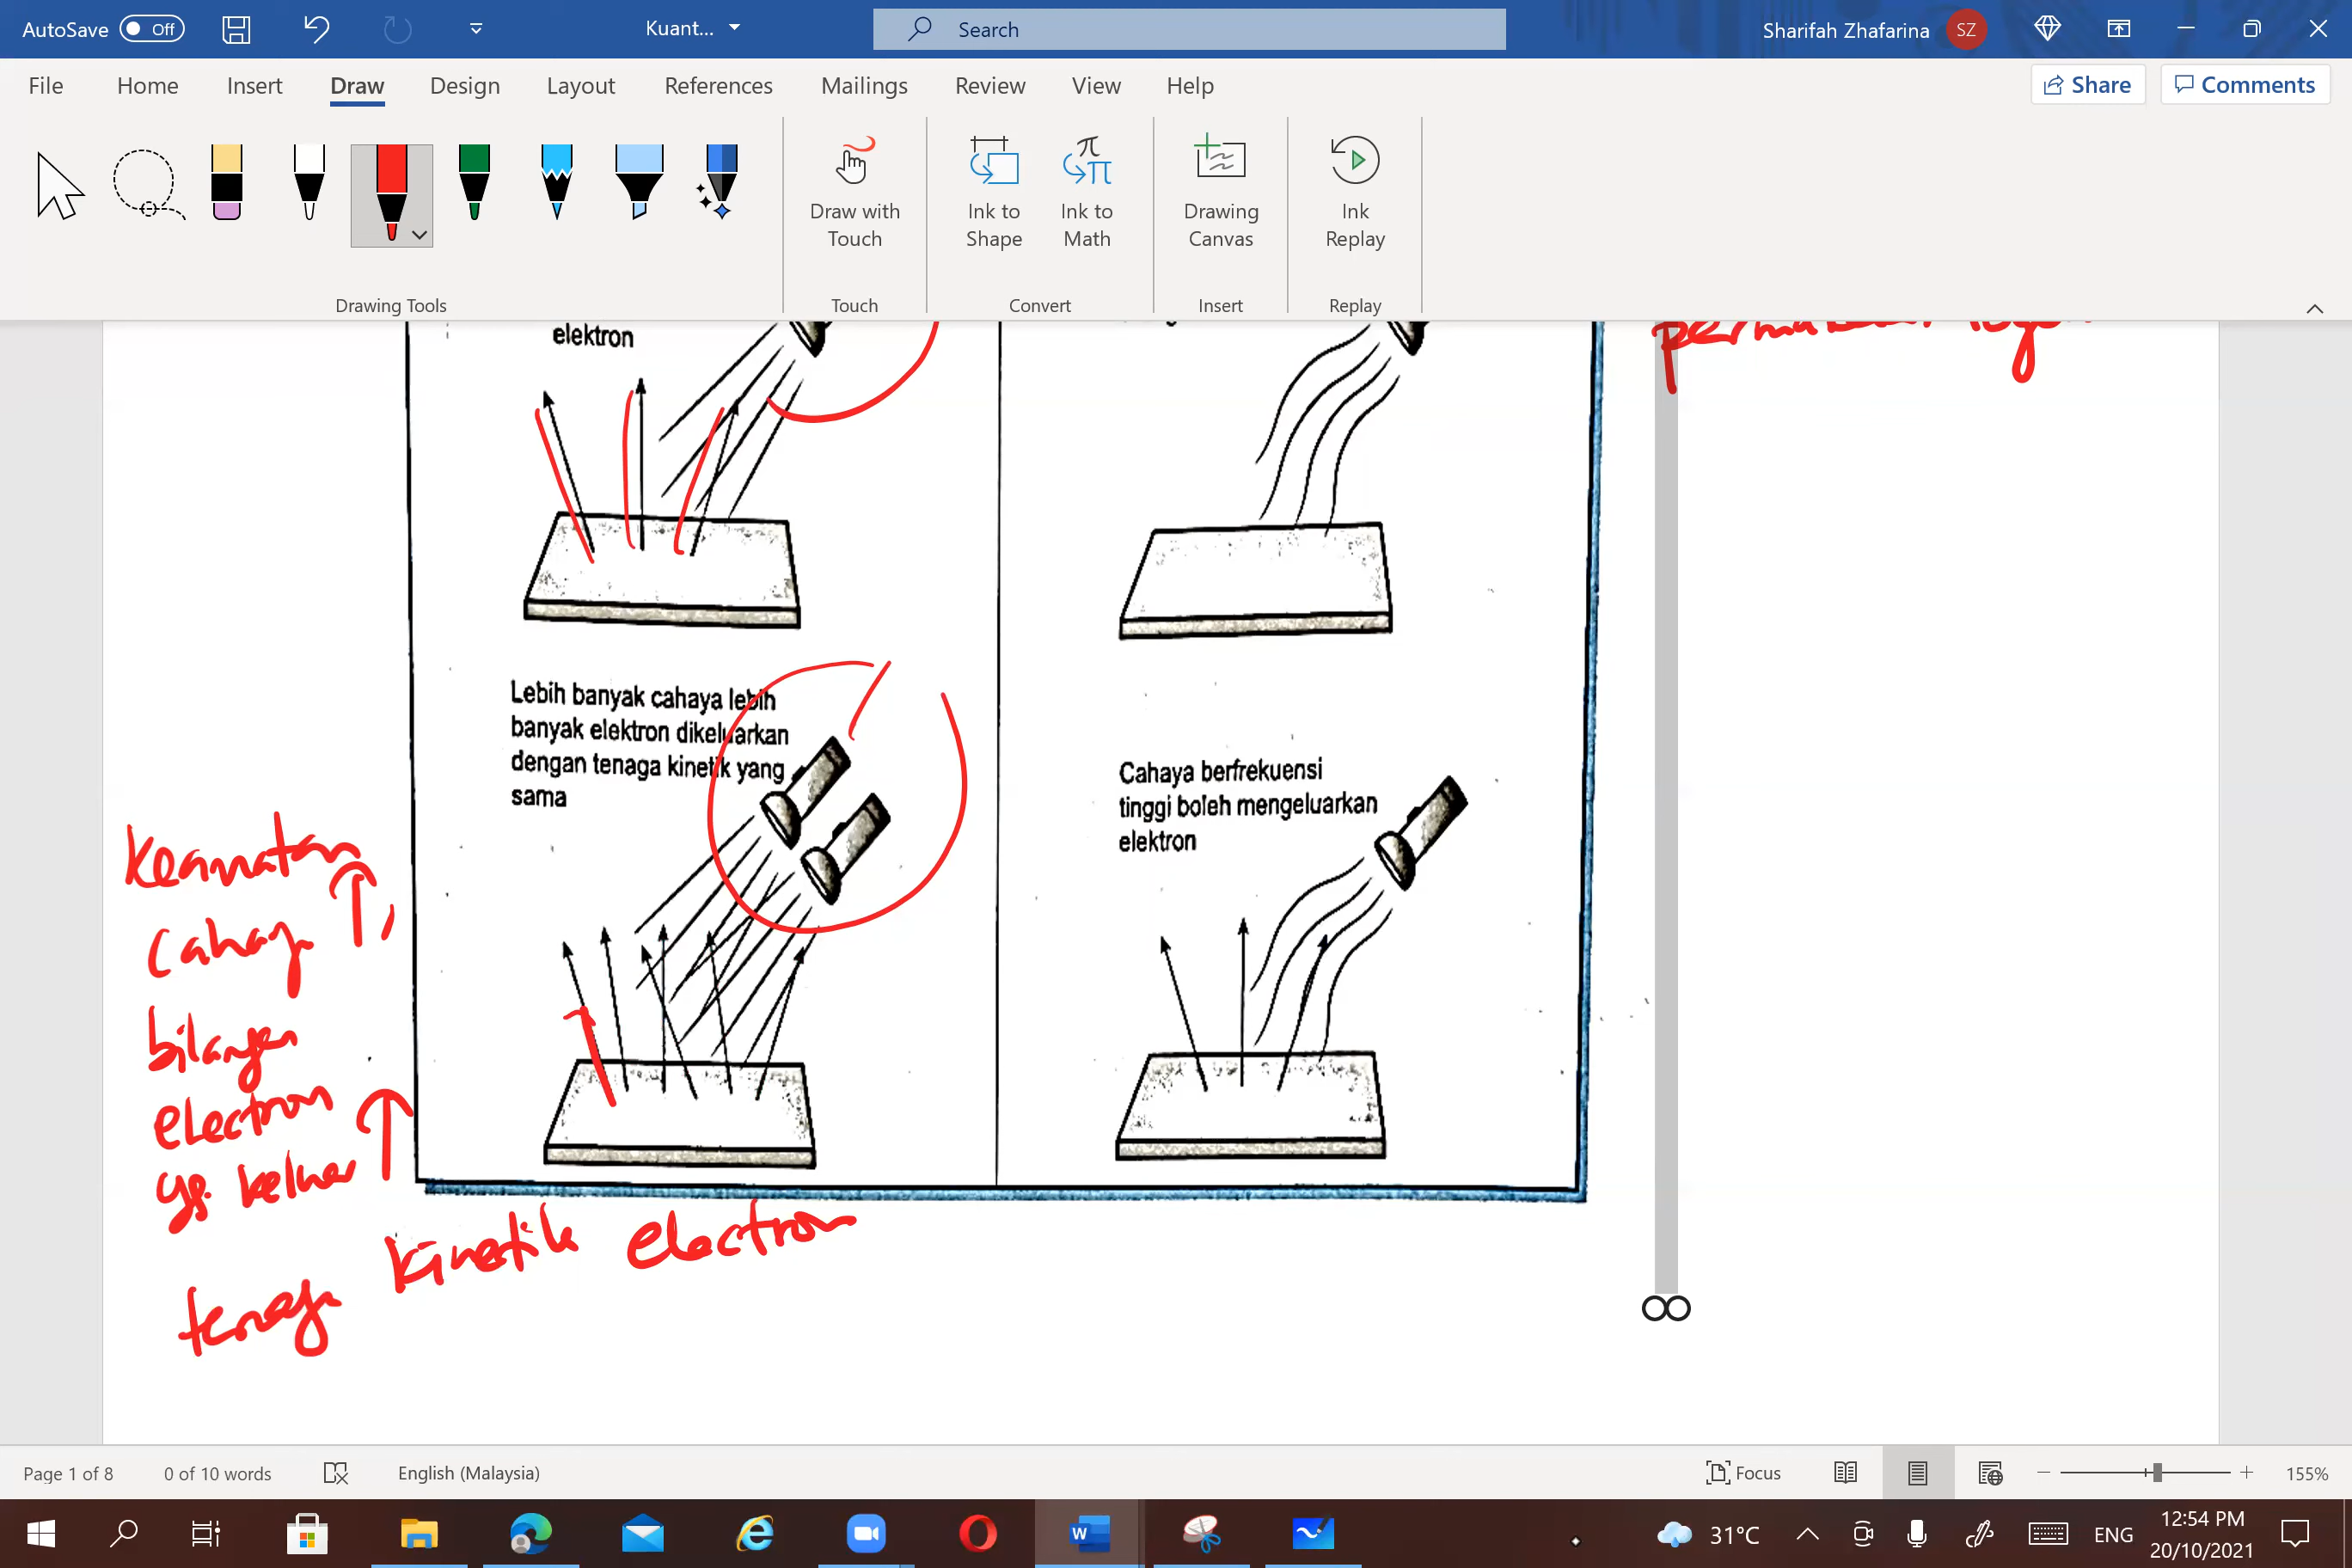 AutoSave Off Kuant... Search Sharifah Zhafarina SZ
File Home Insert Draw Design Layout References Mailings Review View Help Share Comments
Draw with Touch
Ink to Shape
Ink to Math
Drawing Canvas
Ink Replay
Drawing Tools Touch Convert Insert Replay
elektron
Lebih banyak cahaya lebih
banyak elektron dikeluarkan
dengan tenaga kinetik yang
sama
Cahaya berfrekuensi
tinggi boleh mengeluarkan
elektron
Keamatan ↑,
Cahaya
bilangan
electron ↑
yg. keluar
tenaga kinetik electron
Page 1 of 8 0 of 10 words English (Malaysia) Focus 155%
31°C ENG 12:54 PM
20/10/2021